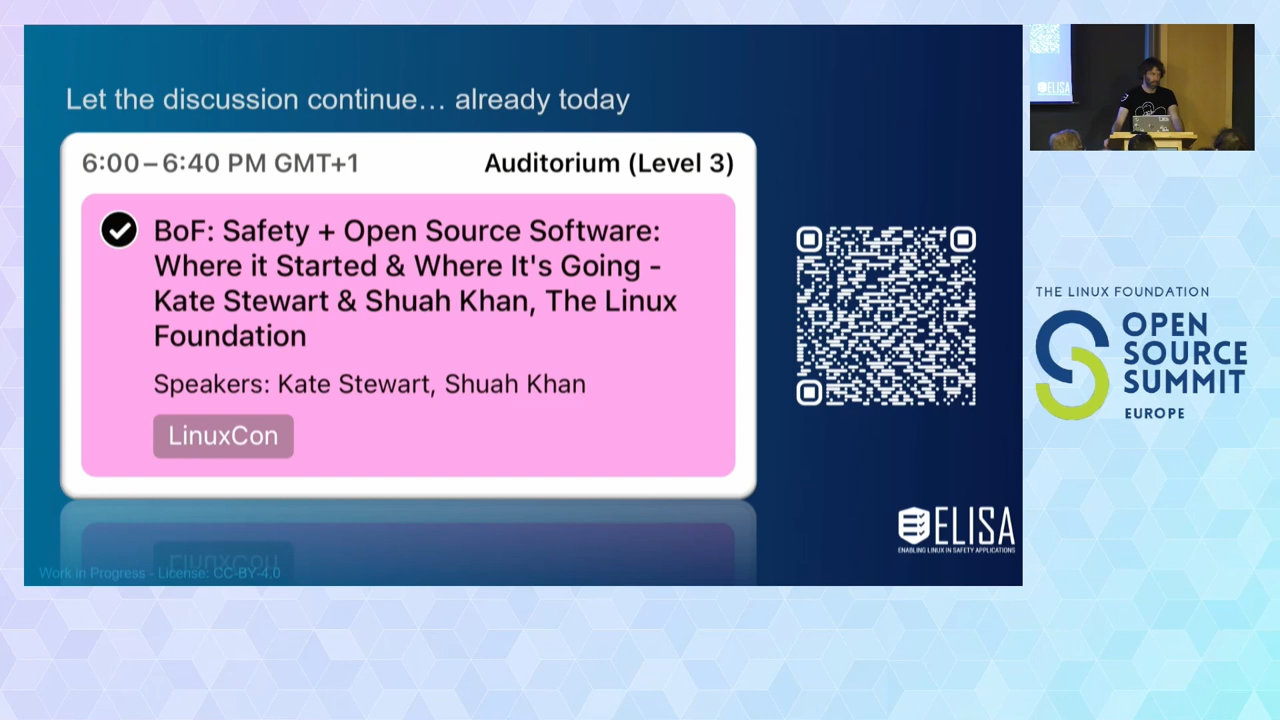 Let the discussion continue… already today
6:00–6:40 PM GMT+1
Auditorium (Level 3)
BoF: Safety + Open Source Software:
Where it Started & Where It's Going -
Kate Stewart & Shuah Khan, The Linux
Foundation
Speakers: Kate Stewart, Shuah Khan
LinuxCon
LinuxCon
Work in Progress - License: CC-BY-4.0
ELISA
ENABLING LINUX IN SAFETY APPLICATIONS
ELISA
THE LINUX FOUNDATION
OPEN
SOURCE
SUMMIT
EUROPE